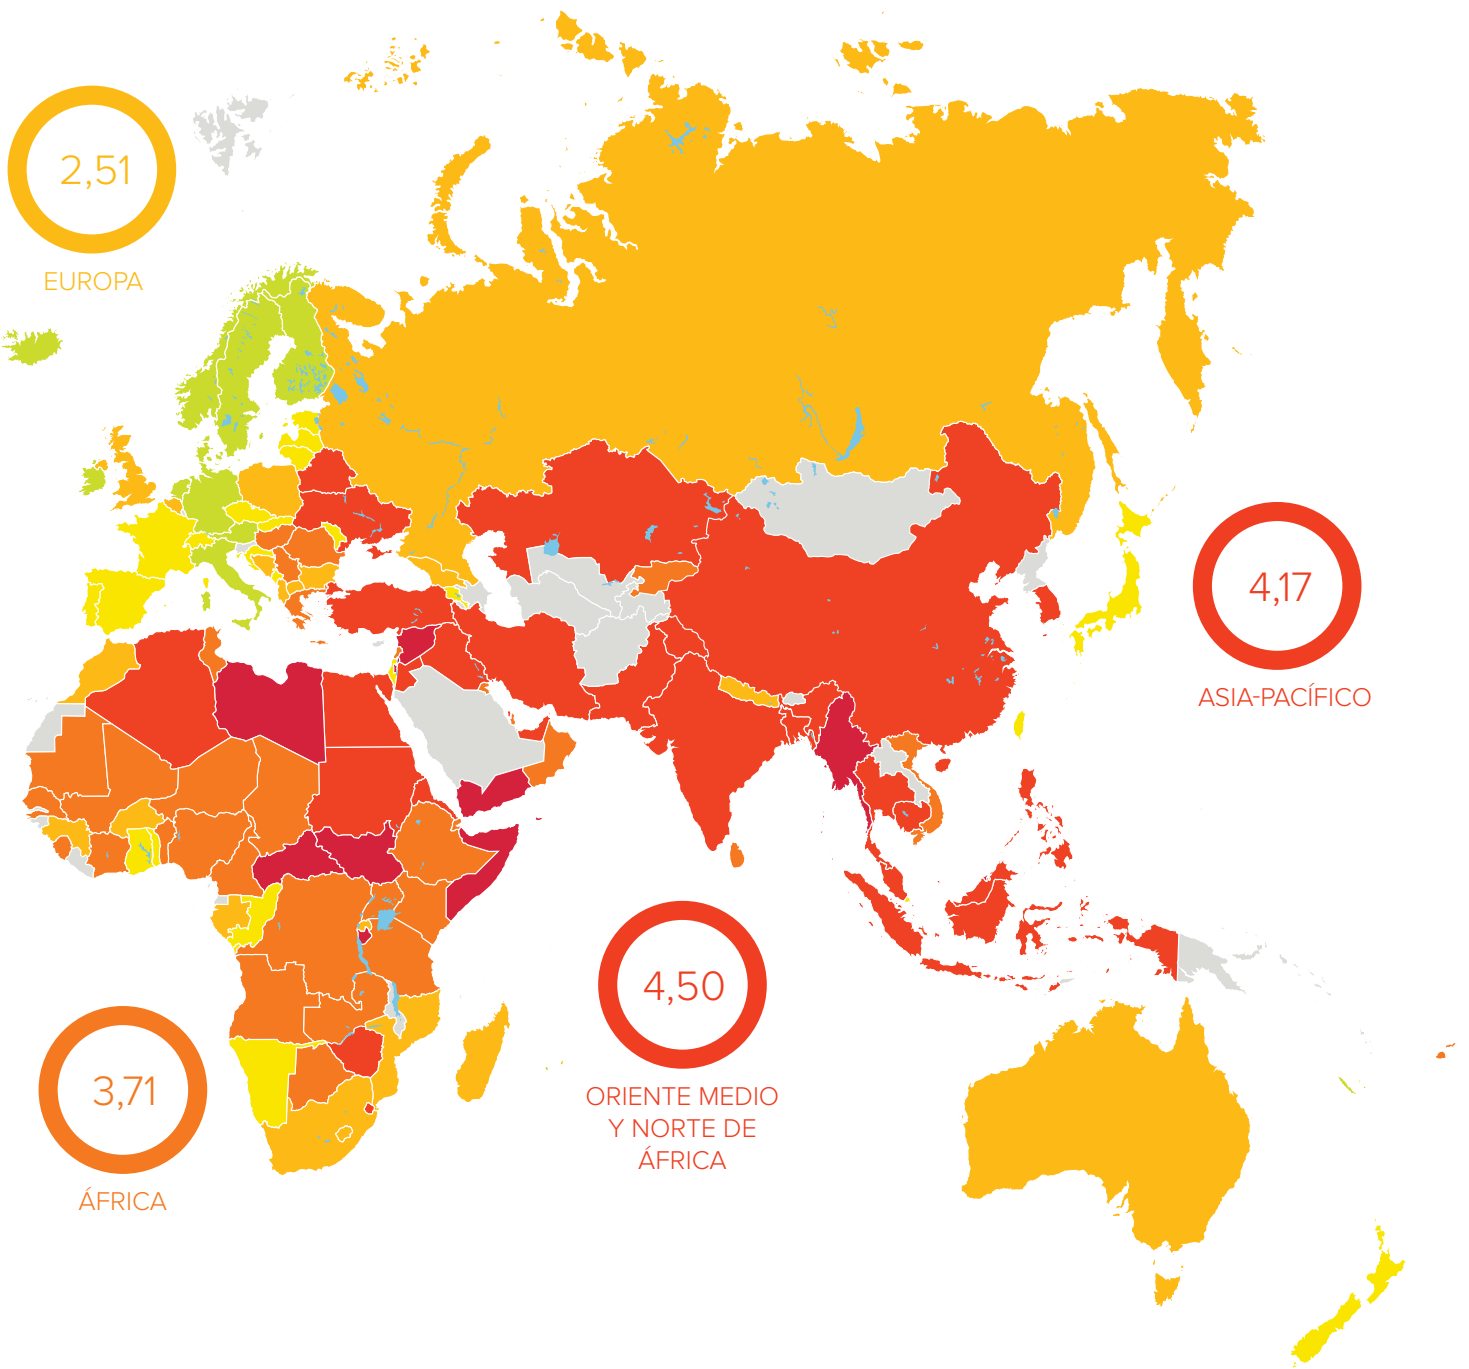 2,51
EUROPA
4,17
ASIA-PACÍFICO
4,50
ORIENTE MEDIO
Y NORTE DE
ÁFRICA
3,71
ÁFRICA